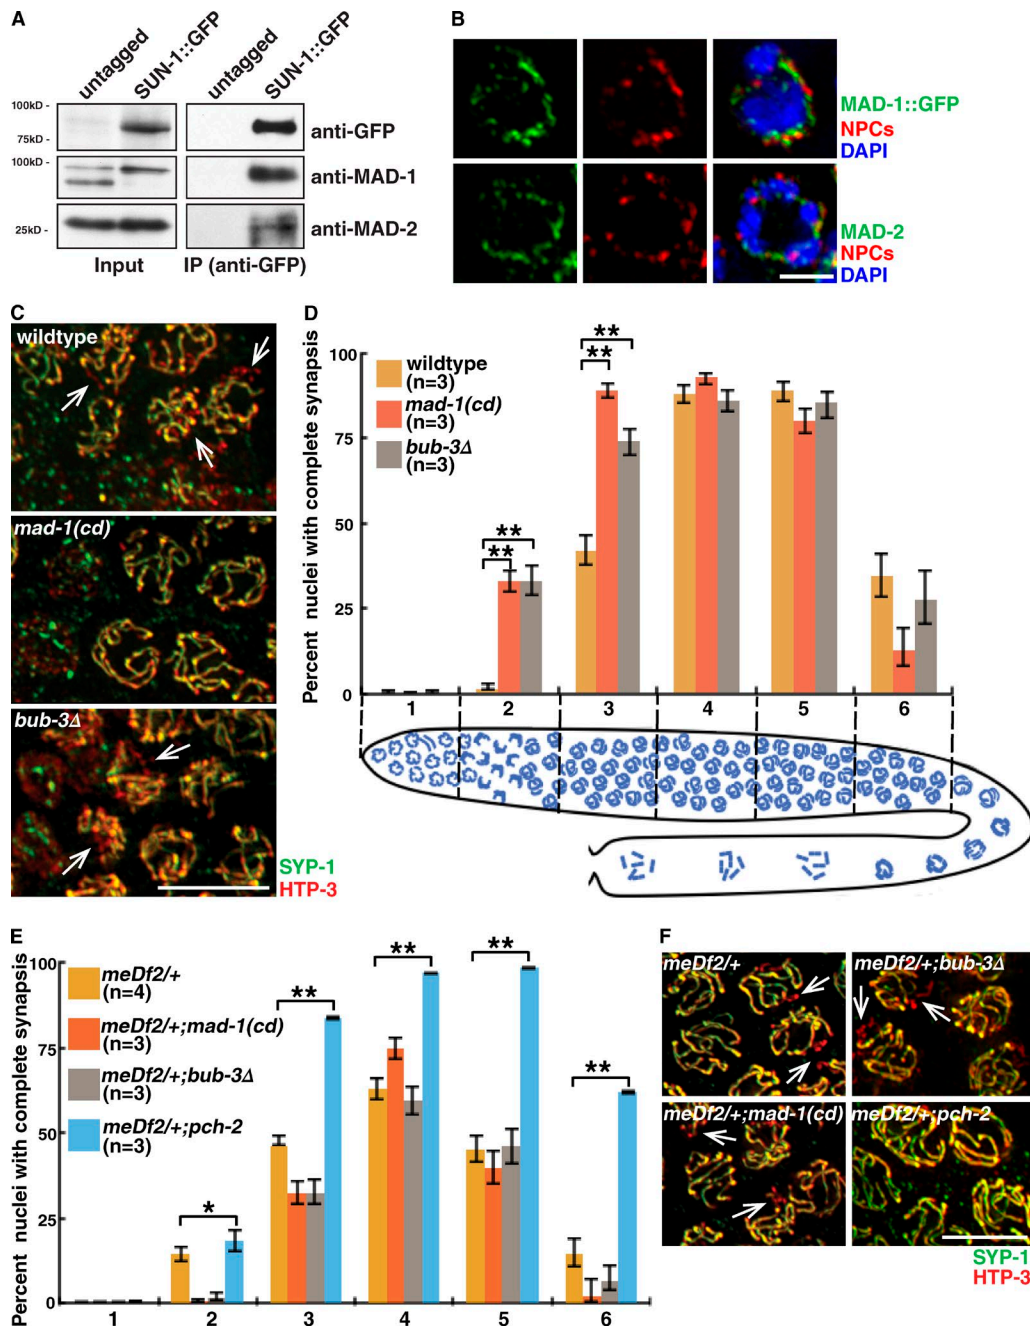 A
untagged
SUN-1::GFP
untagged
SUN-1::GFP
100kD -
75kD -
anti-GFP
100kD -
anti-MAD-1
25kD -
anti-MAD-2
Input
IP (anti-GFP)
B
MAD-1::GFP
NPCs
DAPI
MAD-2
NPCs
DAPI
C
wildtype
mad-1(cd)
bub-3Δ
SYP-1
HTP-3
D
Percent nuclei with complete synapsis
100
75
50
25
0
wildtype
(n=3)
mad-1(cd)
(n=3)
bub-3Δ
(n=3)
**
**
**
**
1 2 3 4 5 6
E
Percent nuclei with complete synapsis
100
75
50
25
0
meDf2/+
(n=4)
meDf2/+;mad-1(cd)
(n=3)
meDf2/+;bub-3Δ
(n=3)
meDf2/+;pch-2
(n=3)
*
**
**
**
**
1 2 3 4 5 6
F
meDf2/+
meDf2/+;bub-3Δ
meDf2/+;mad-1(cd)
meDf2/+;pch-2
SYP-1
HTP-3